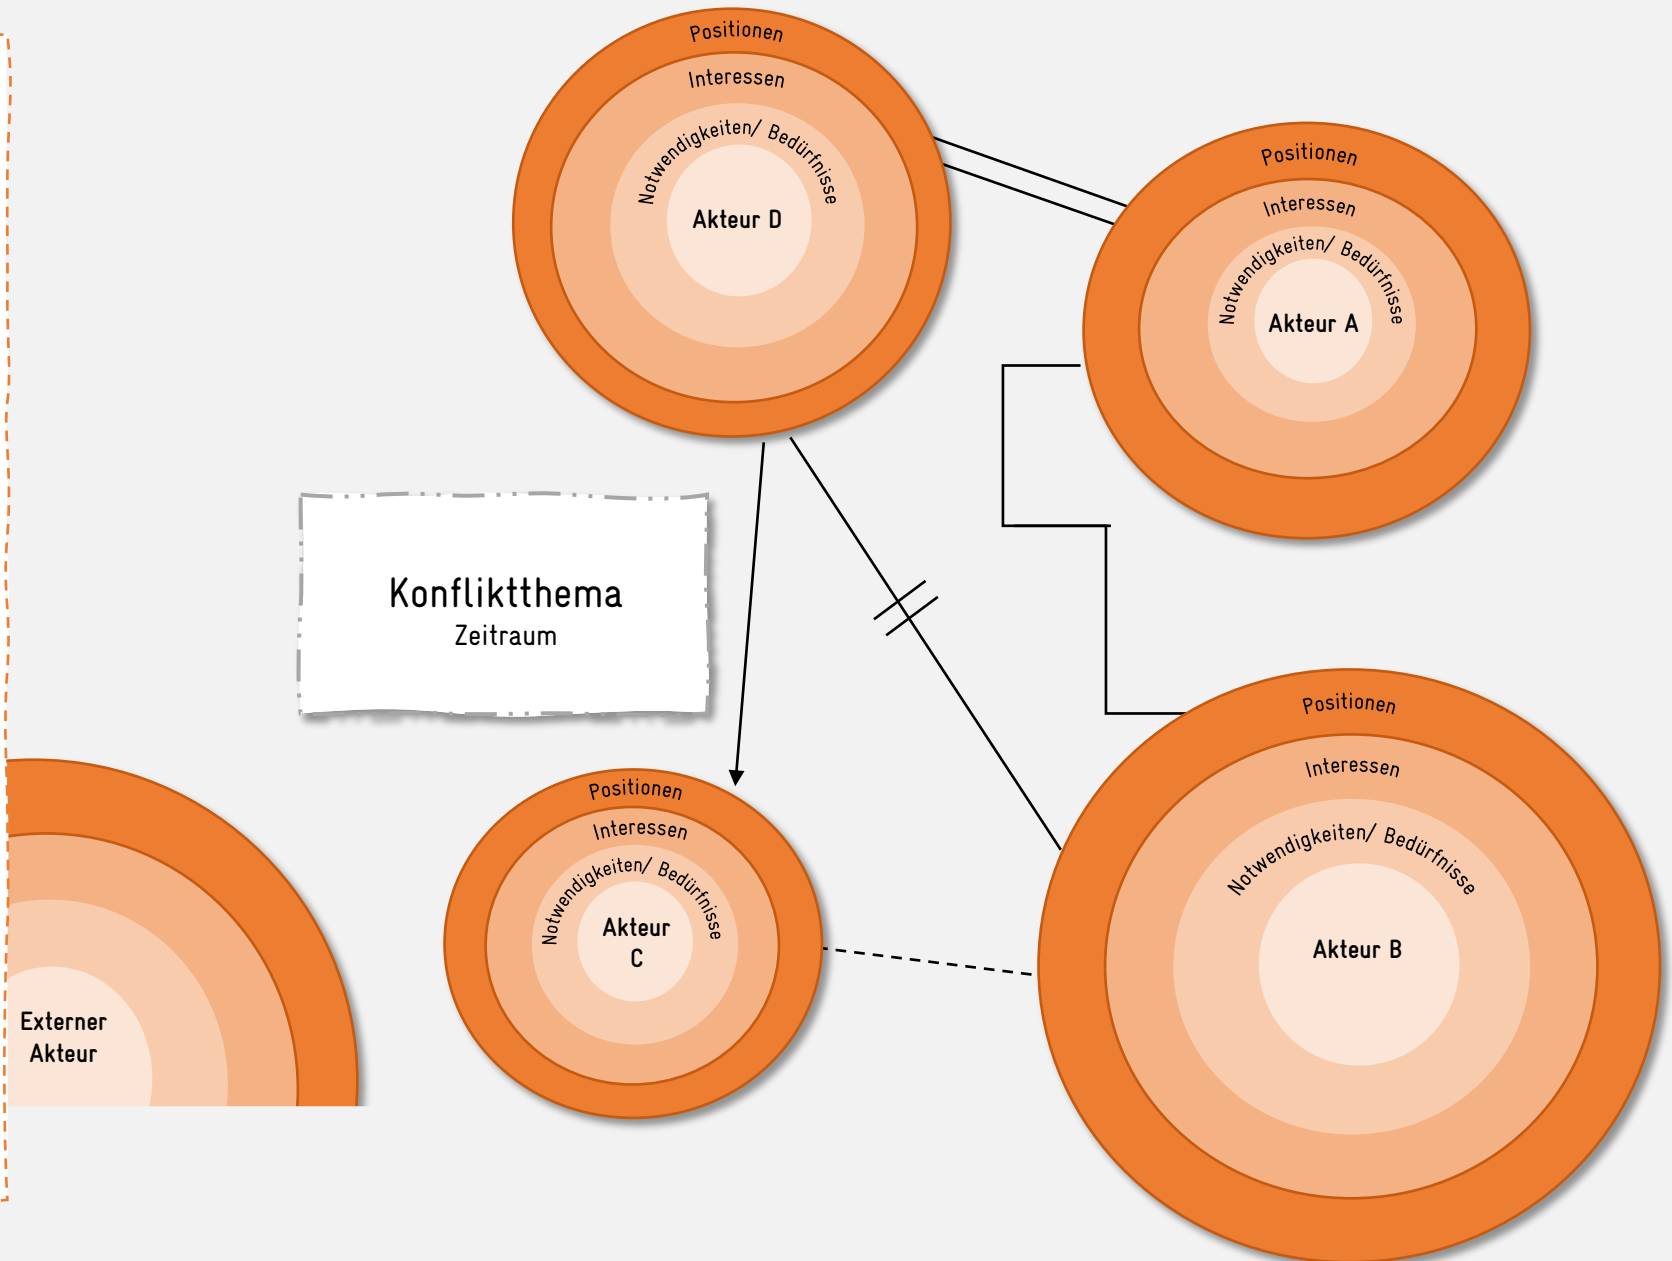 Positionen
Interessen
Notwendigkeiten/ Bedürfnisse
Akteur D
Positionen
Interessen
Notwendigkeiten/ Bedürfnisse
Akteur A
Konfliktthema
Zeitraum
Positionen
Interessen
Notwendigkeiten/ Bedürfnisse
Akteur B
Positionen
Interessen
Notwendigkeiten/ Bedürfnisse
Akteur
C
Externer
Akteur